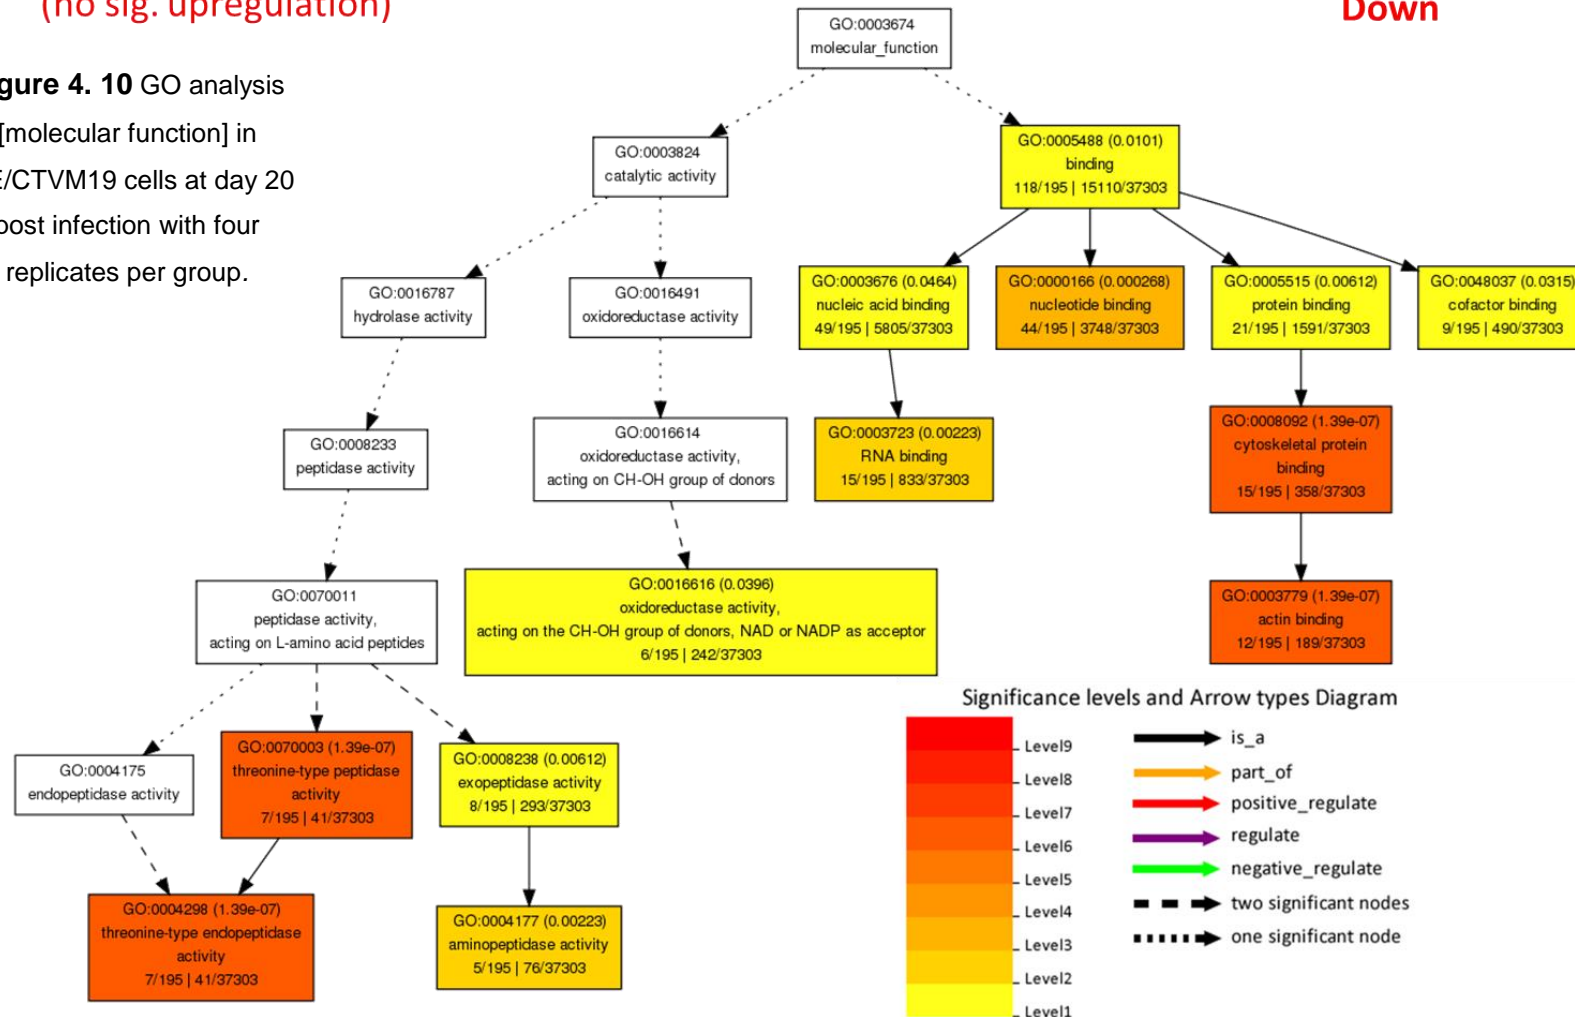 (no sig. upregulation)
Down
gure 4. 10 GO analysis
[molecular function] in
E/CTVM19 cells at day 20
post infection with four
replicates per group.
GO:0003674
molecular_function
GO:0003824
catalytic activity
GO:0005488 (0.0101)
binding
118/195 | 15110/37303
GO:0016787
hydrolase activity
GO:0016491
oxidoreductase activity
GO:0003676 (0.0464)
nucleic acid binding
49/195 | 5805/37303
GO:0000166 (0.000268)
nucleotide binding
44/195 | 3748/37303
GO:0005515 (0.00612)
protein binding
21/195 | 1591/37303
GO:0048037 (0.0315)
cofactor binding
9/195 | 490/37303
GO:0008233
peptidase activity
GO:0016614
oxidoreductase activity,
acting on CH-OH group of donors
GO:0003723 (0.00223)
RNA binding
15/195 | 833/37303
GO:0008092 (1.39e-07)
cytoskeletal protein
binding
15/195 | 358/37303
GO:0070011
peptidase activity,
acting on L-amino acid peptides
GO:0016616 (0.0396)
oxidoreductase activity,
acting on the CH-OH group of donors, NAD or NADP as acceptor
6/195 | 242/37303
GO:0003779 (1.39e-07)
actin binding
12/195 | 189/37303
GO:0004175
endopeptidase activity
GO:0070003 (1.39e-07)
threonine-type peptidase
activity
7/195 | 41/37303
GO:0008238 (0.00612)
exopeptidase activity
8/195 | 293/37303
GO:0004298 (1.39e-07)
threonine-type endopeptidase
activity
7/195 | 41/37303
GO:0004177 (0.00223)
aminopeptidase activity
5/195 | 76/37303
Significance levels and Arrow types Diagram
Level9
Level8
Level7
Level6
Level5
Level4
Level3
Level2
Level1
is_a
part_of
positive_regulate
regulate
negative_regulate
two significant nodes
one significant node